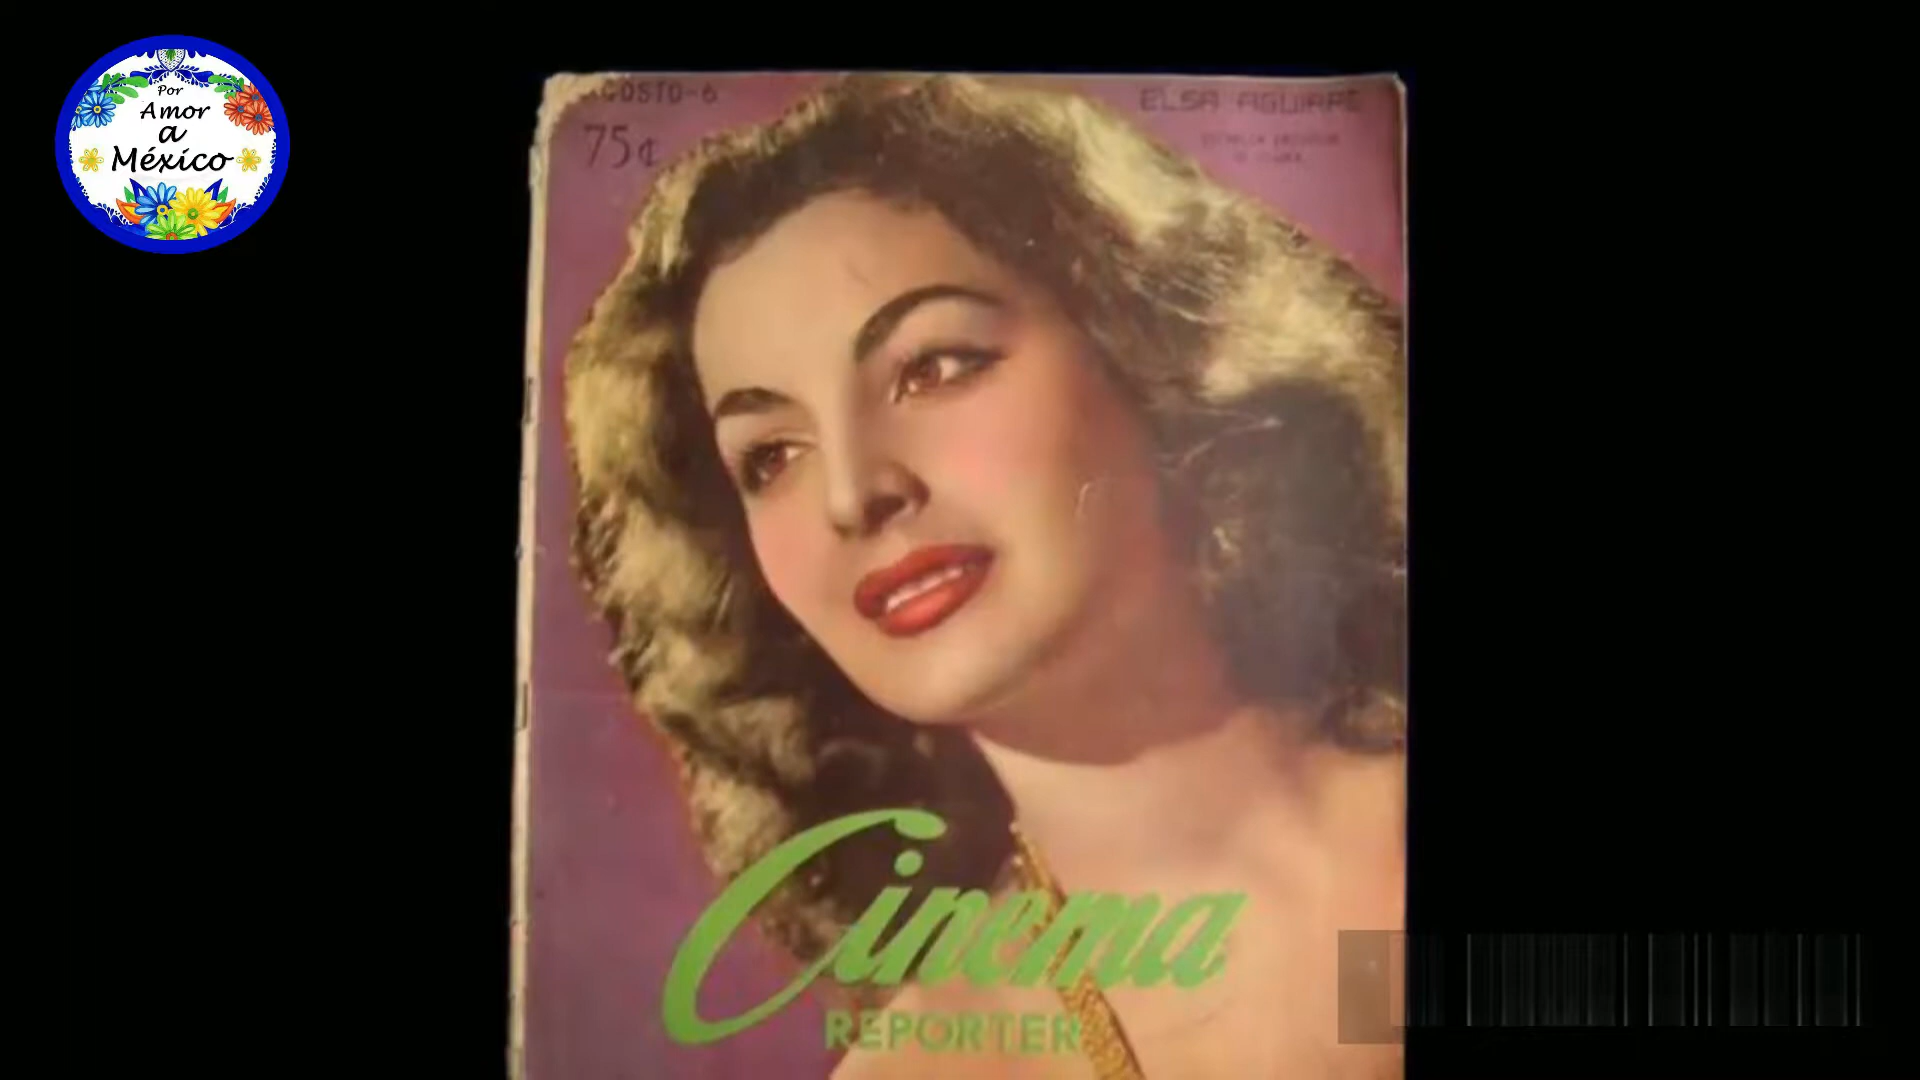 Por
Amor
a
México
AGOSTO-6
75¢
ELSA AGUIRRE
Cinema
REPORTER